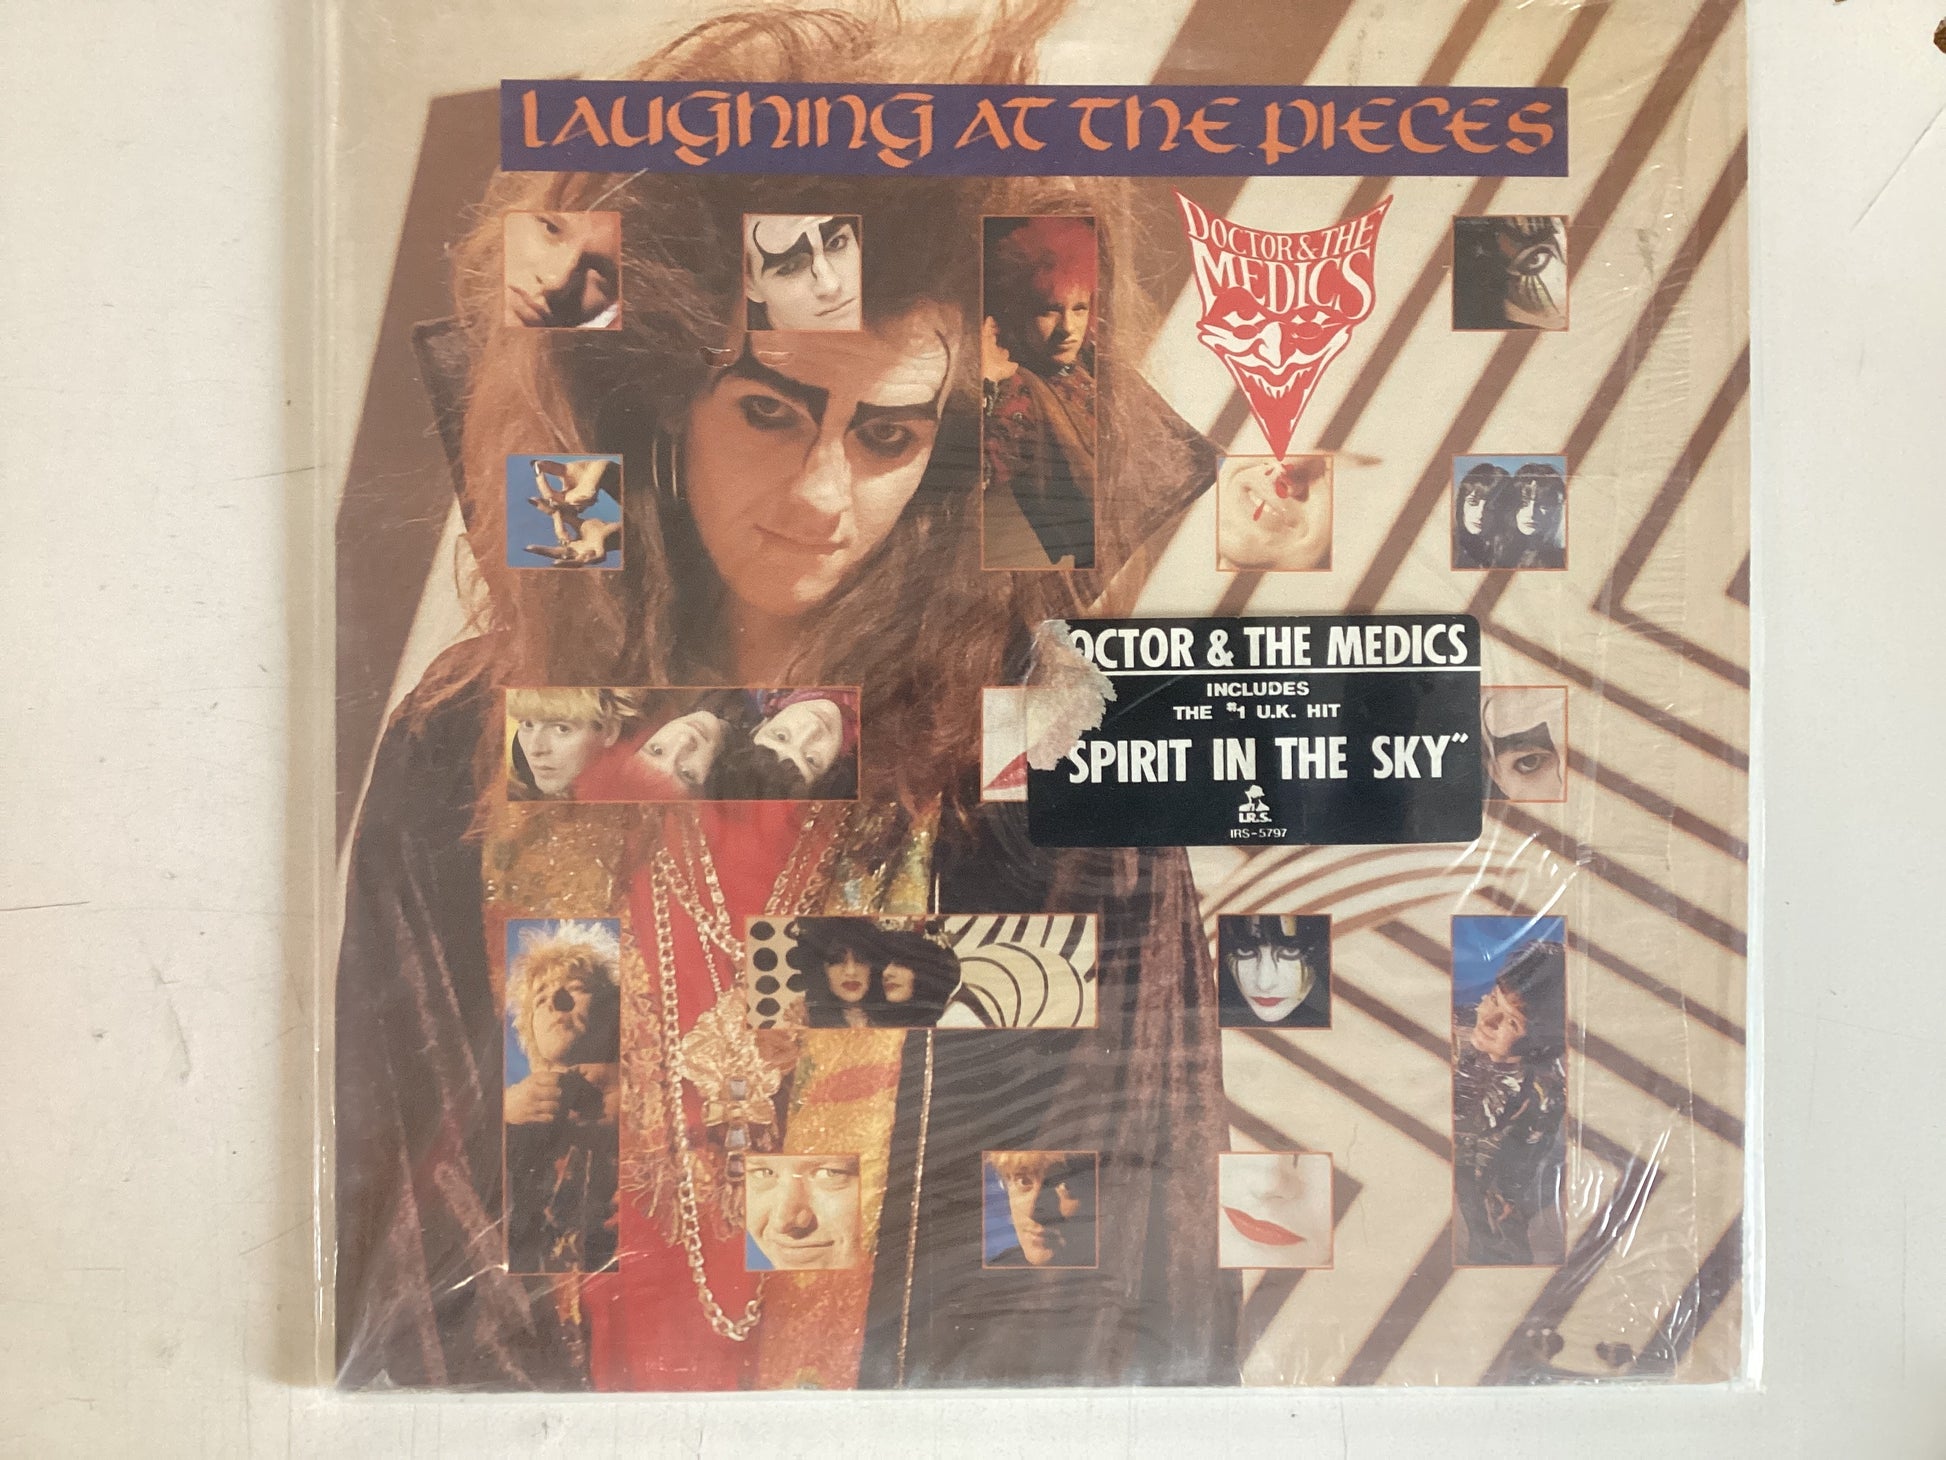 LAUGHING AT THE PIECES
DOCTOR & THE
MEDICS
OCTOR & THE MEDICS
INCLUDES
THE #1 U.K. HIT
"SPIRIT IN THE SKY"
I.R.S.
IRS-5797